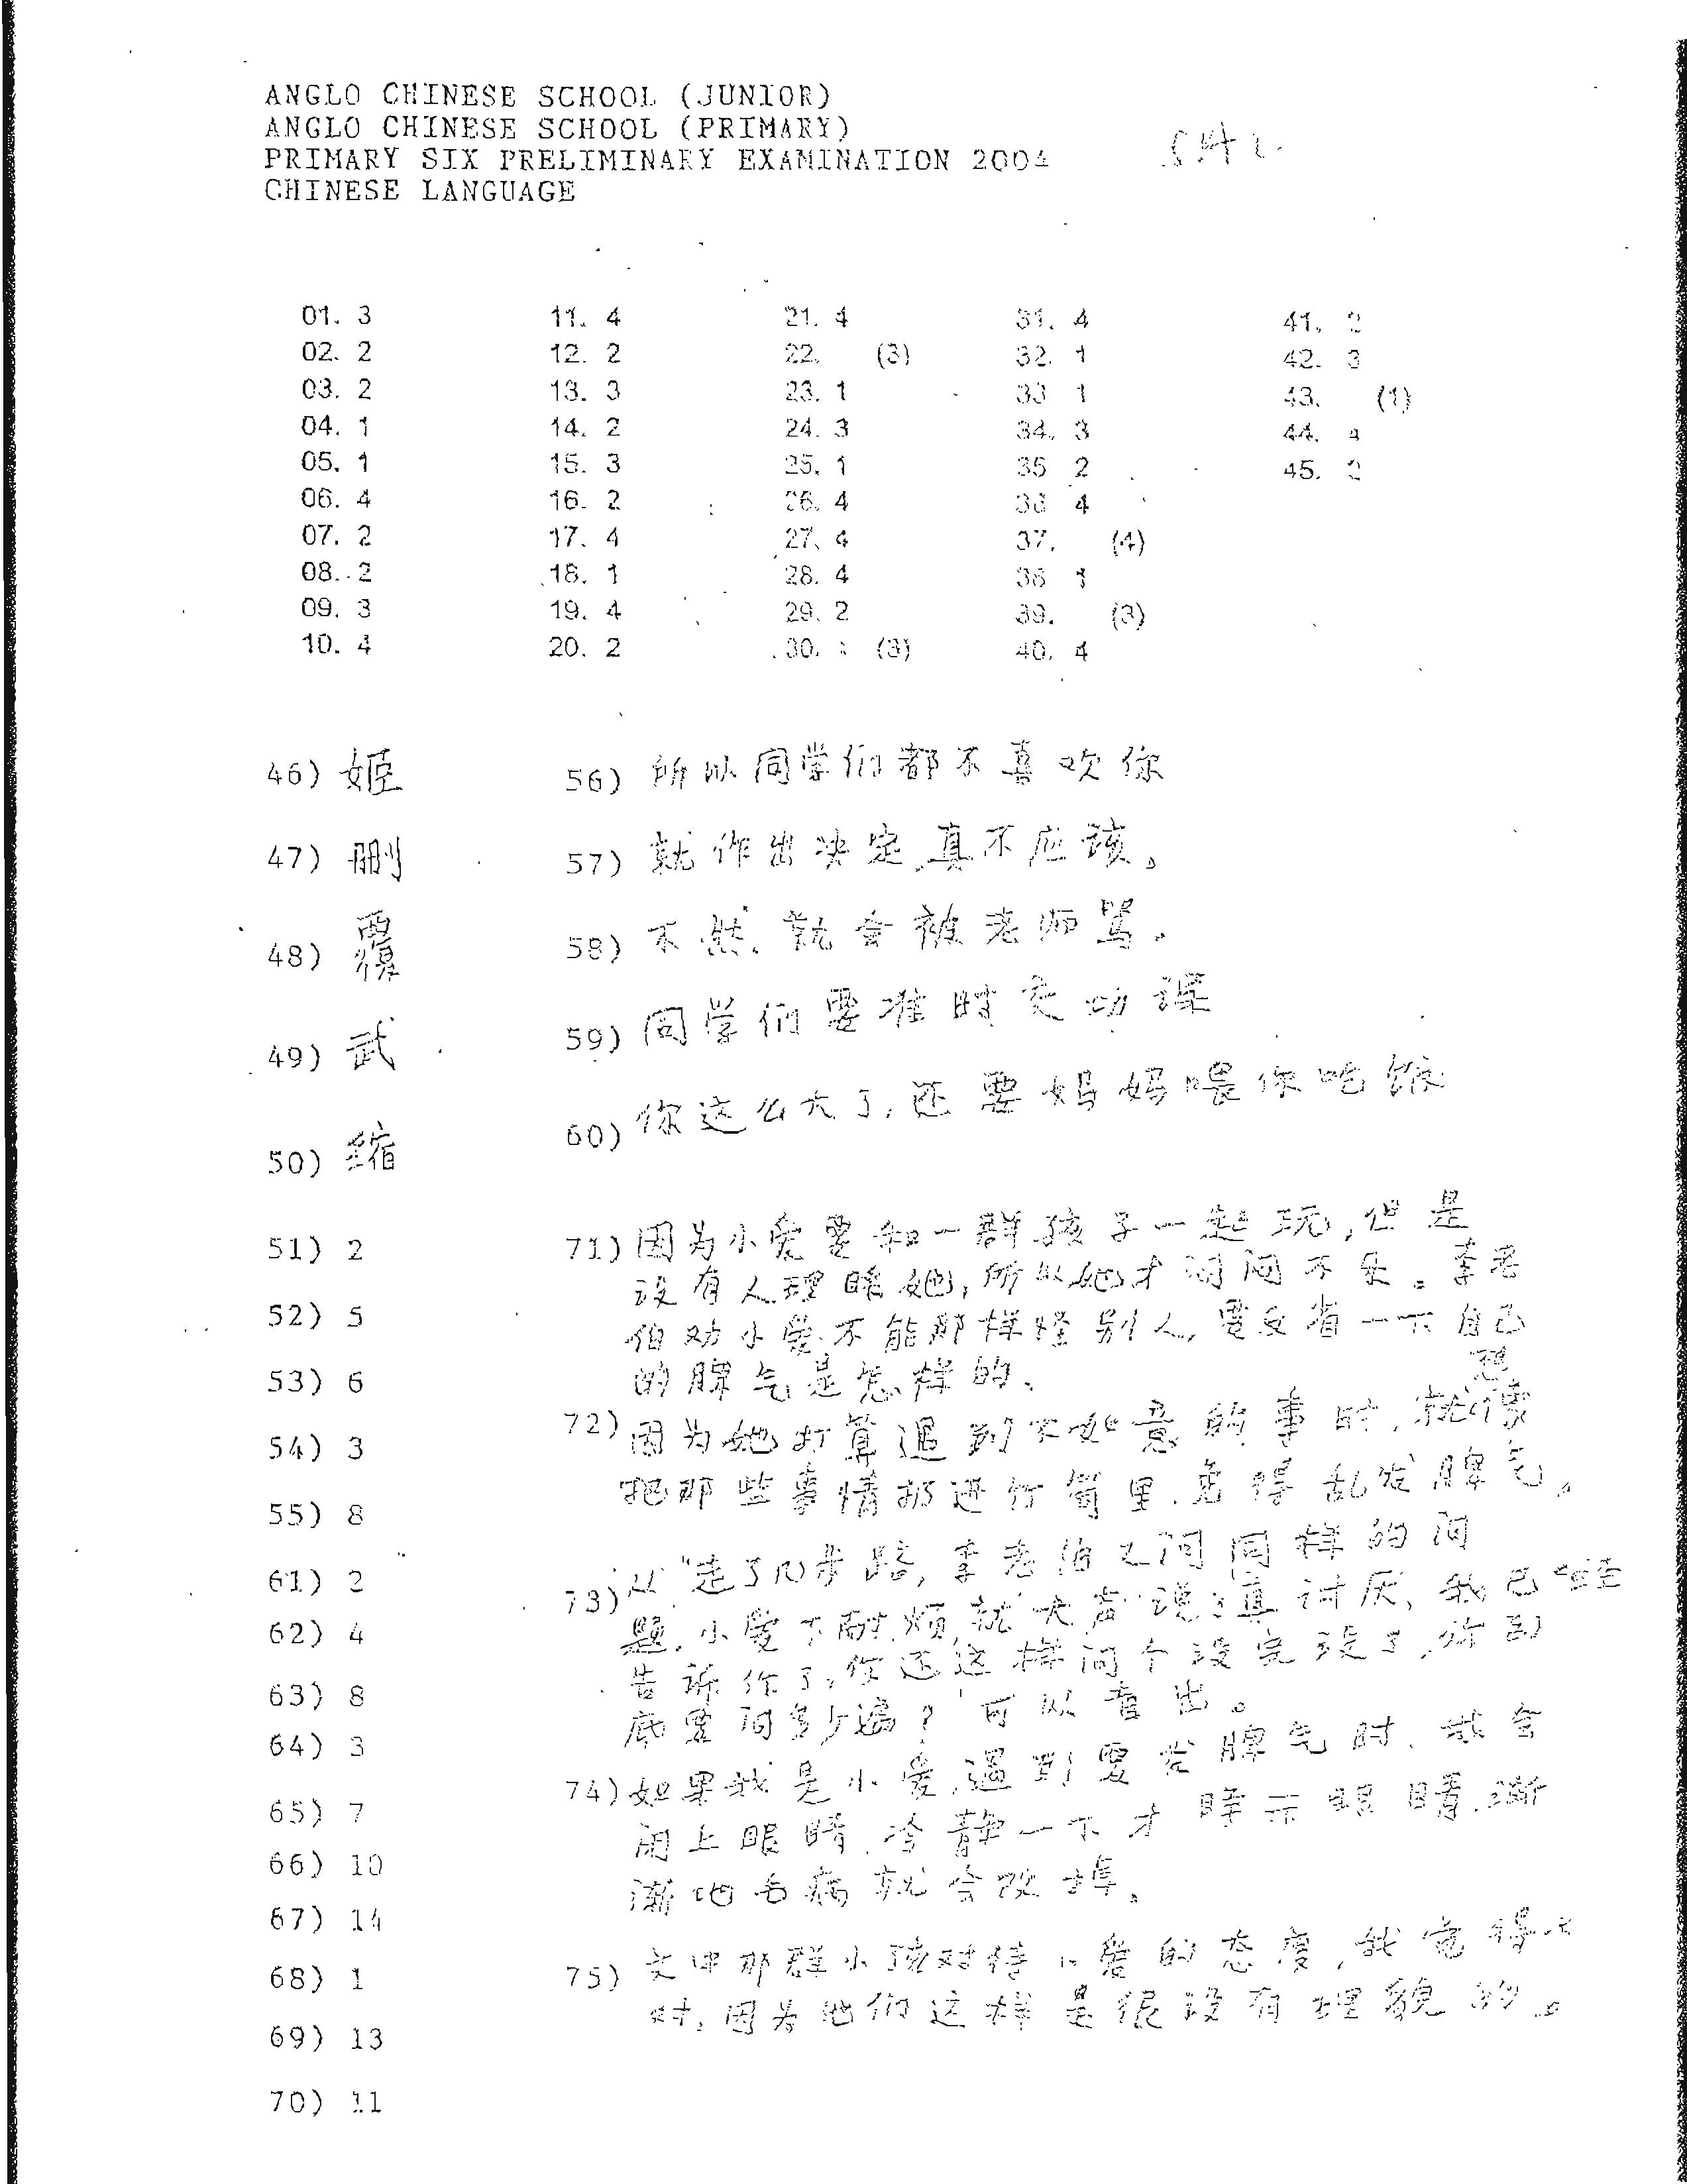 ANGLO CHINESE SCHOOL (JUNIOR)
ANGLO CHINESE SCHOOL (PRIMARY)
PRIMARY SIX PRELIMINARY EXAMINATION 2004
CHINESE LANGUAGE
01. 3 11. 4 21. 4 31. 4 41. 2
02. 2 12. 2 22. (3) 32. 1 42. 3
03. 2 13. 3 23. 1 33 1 43. (1)
04. 1 14. 2 24. 3 34. 3 44. 4
05. 1 15. 3 25. 1 35 2 45. 2
06. 4 16. 2 26. 4 36 4
07. 2 17. 4 27. 4 37. (4)
08. 2 18. 1 28. 4 38 1
09. 3 19. 4 29. 2 39. (3)
10. 4 20. 2 30. (3) 40. 4
46) 姬
47) 删
48) 覆
49) 武
50) 缩
51) 2
52) 5
53) 6
54) 3
55) 8
56) 所以同学们都不喜欢你
57) 就作出决定,真不应该。
58) 不然,就会被老师骂。
59) 同学们要准时交功课
60) 你这么大了,还要妈妈喂你吃饭
61) 2
62) 4
63) 8
64) 3
65) 7
66) 10
67) 14
68) 1
69) 13
70) 11
71) 因为小爱要和一群孩子一起玩,但是
没有人理睬她,所以她才闷闷不乐。李老
伯劝小爱不能那样怪别人,要反省一下自己
的脾气是怎样的。
72) 因为她打算遇到不如意的事时,就想像
把那些事情扔进竹筒里,免得乱发脾气。
73) 从“走了几步路,李老伯又问同样的问
题,小爱不耐烦,就大声说:真讨厌,我已经
告诉你了,你还这样问个没完没了,你到
底要问多少遍?’可以看出。
74) 如果我是小爱,遇到要发脾气时,我会
闭上眼睛,冷静一下才睁开眼睛,渐
渐地毛病就会改掉。
75) 文中那群小孩对待小爱的态度,我觉得不
对,因为他们这样是很没有理貌的。